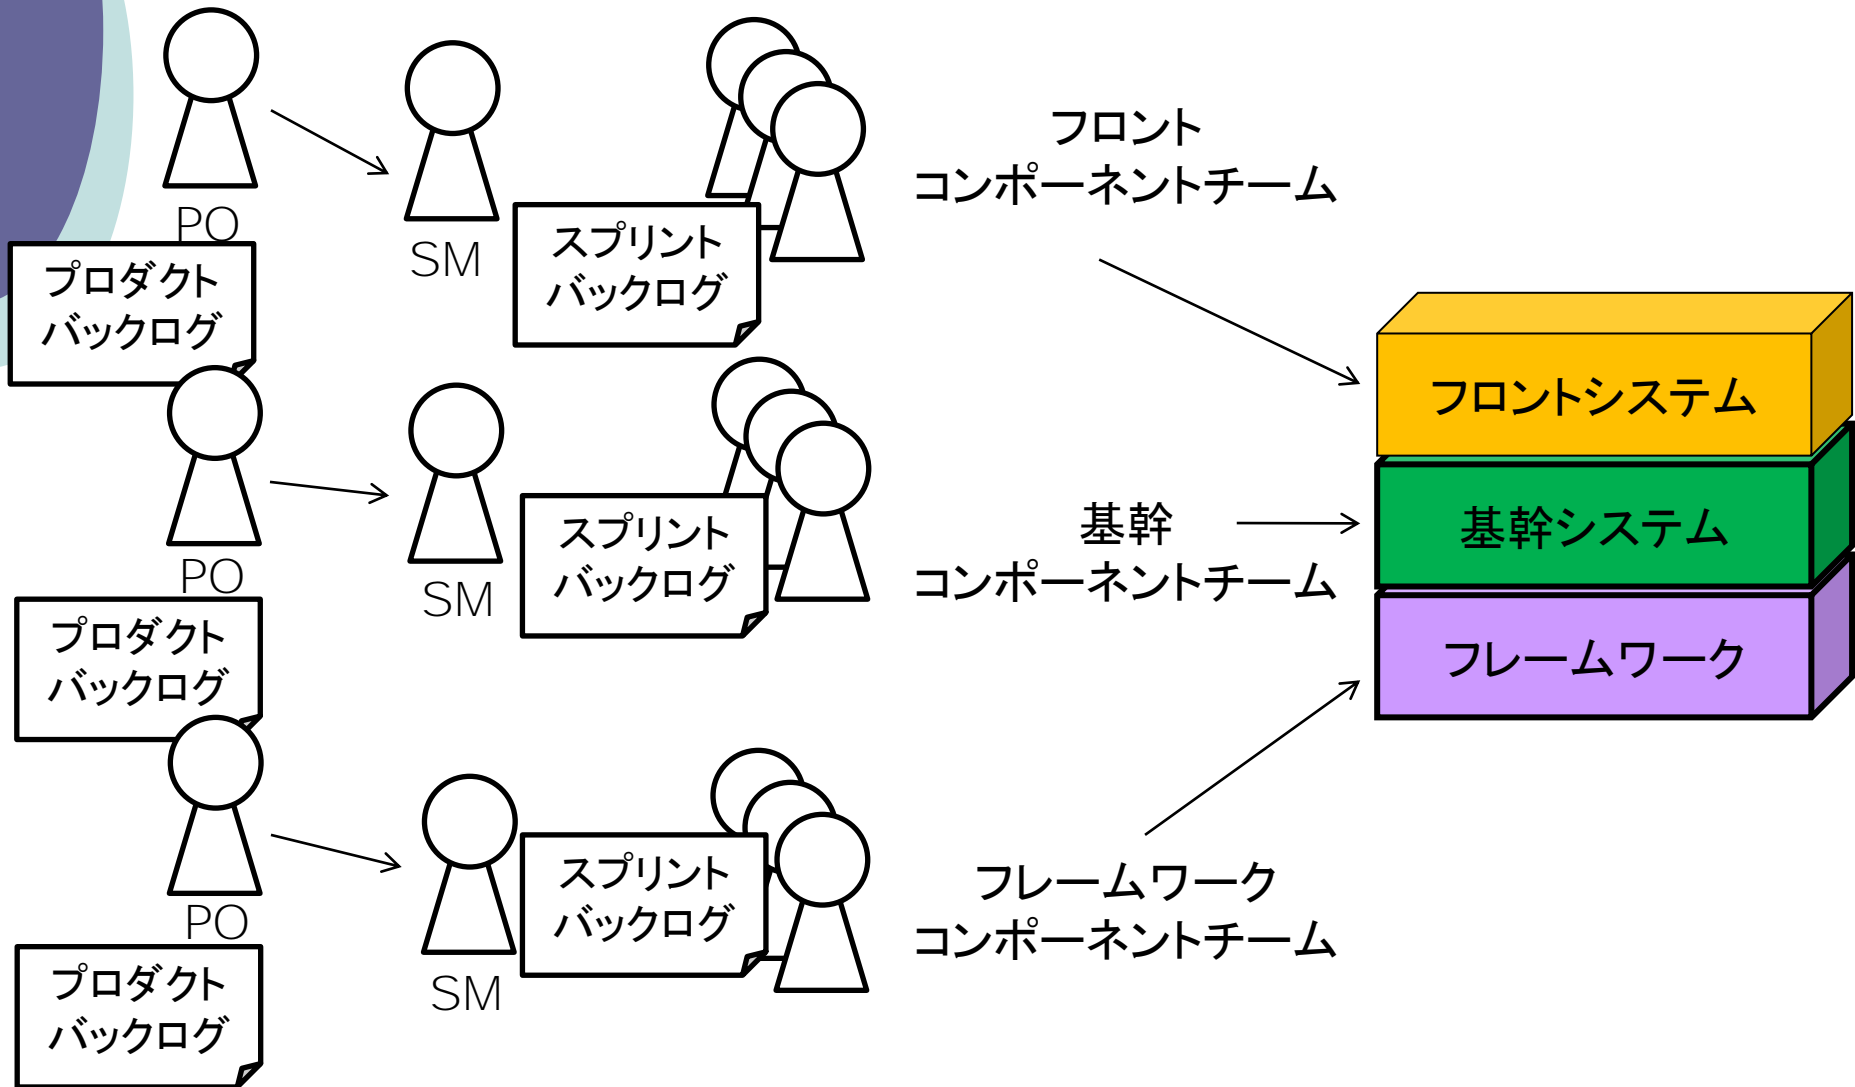 PO
プロダクト
バックログ
SM
スプリント
バックログ
フロント
コンポーネントチーム
PO
プロダクト
バックログ
SM
スプリント
バックログ
基幹
コンポーネントチーム
PO
プロダクト
バックログ
SM
スプリント
バックログ
フレームワーク
コンポーネントチーム
フロントシステム
基幹システム
フレームワーク